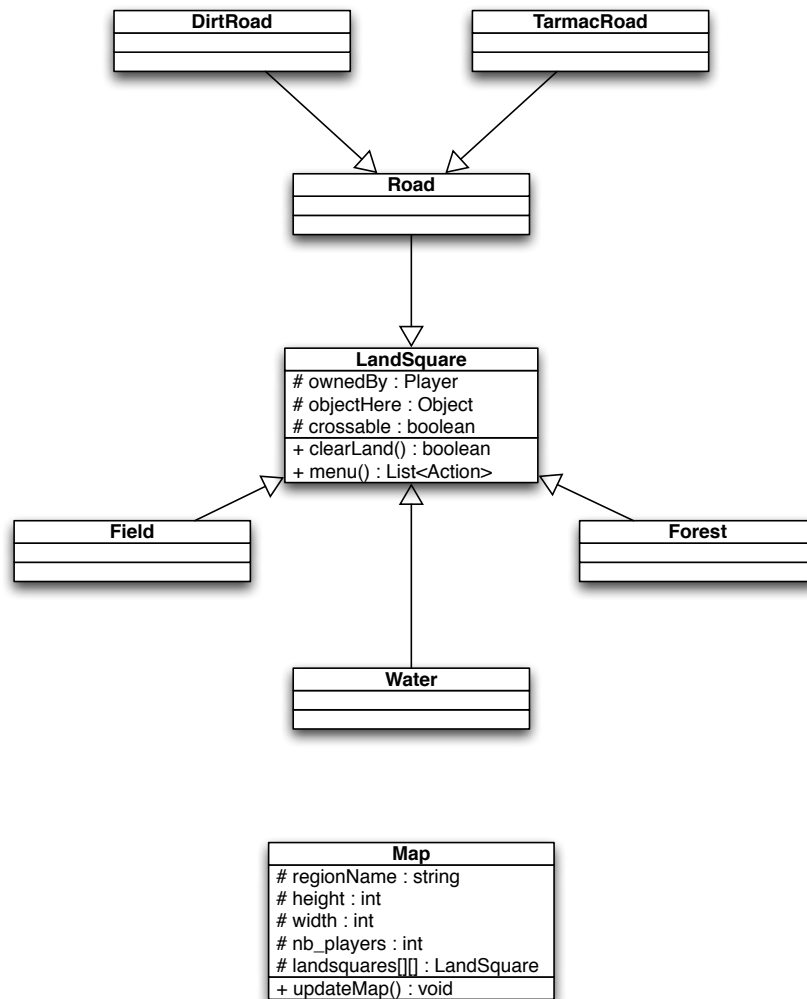 DirtRoad
TarmacRoad
Road
LandSquare
# ownedBy : Player
# objectHere : Object
# crossable : boolean
+ clearLand() : boolean
+ menu() : List<Action>
Field
Forest
Water
Map
# regionName : string
# height : int
# width : int
# nb_players : int
# landsquares[][] : LandSquare
+ updateMap() : void